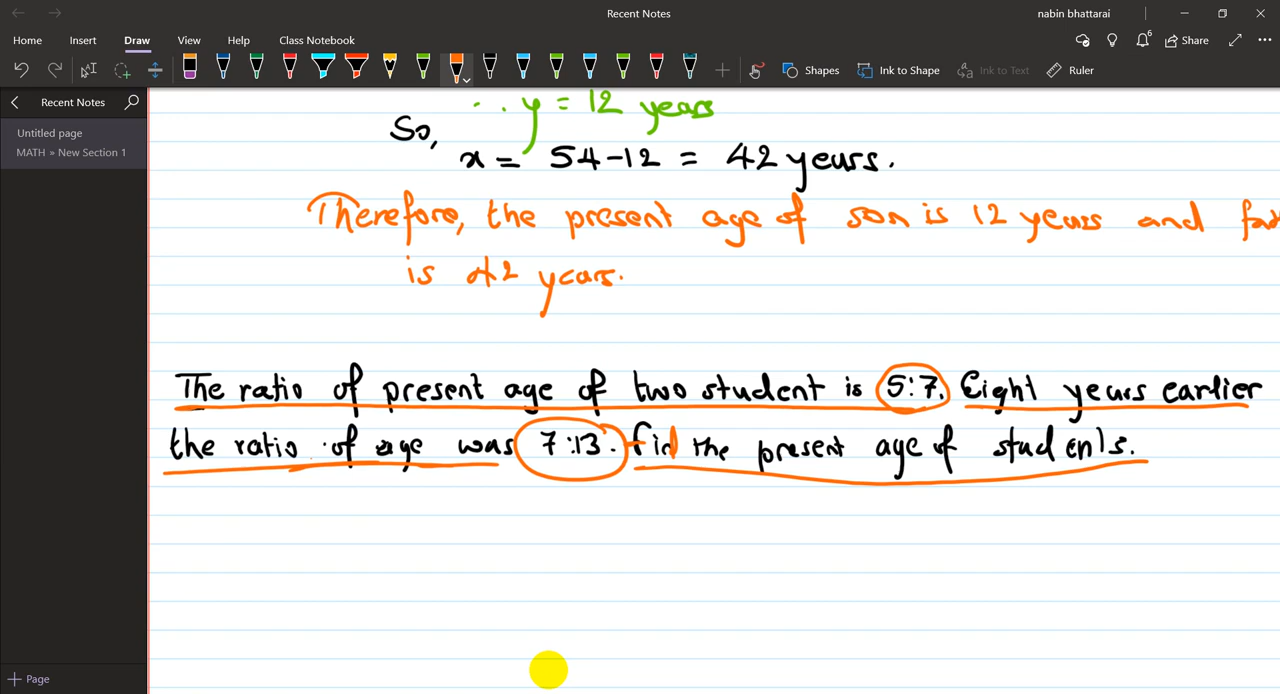 Recent Notes
nabin bhattarai
Home Insert Draw View Help Class Notebook
6 Share
Shapes Ink to Shape Ink to Text Ruler
Recent Notes
Untitled page
MATH » New Section 1
∴ y = 12 years
So,
x = 54-12 = 42 years.
Therefore, the present age of son is 12 years and
is 42 years.
The ratio of present age of two student is 5:7. Eight years earlier
the ratio of age was 7:13. find the present age of students.
+ Page